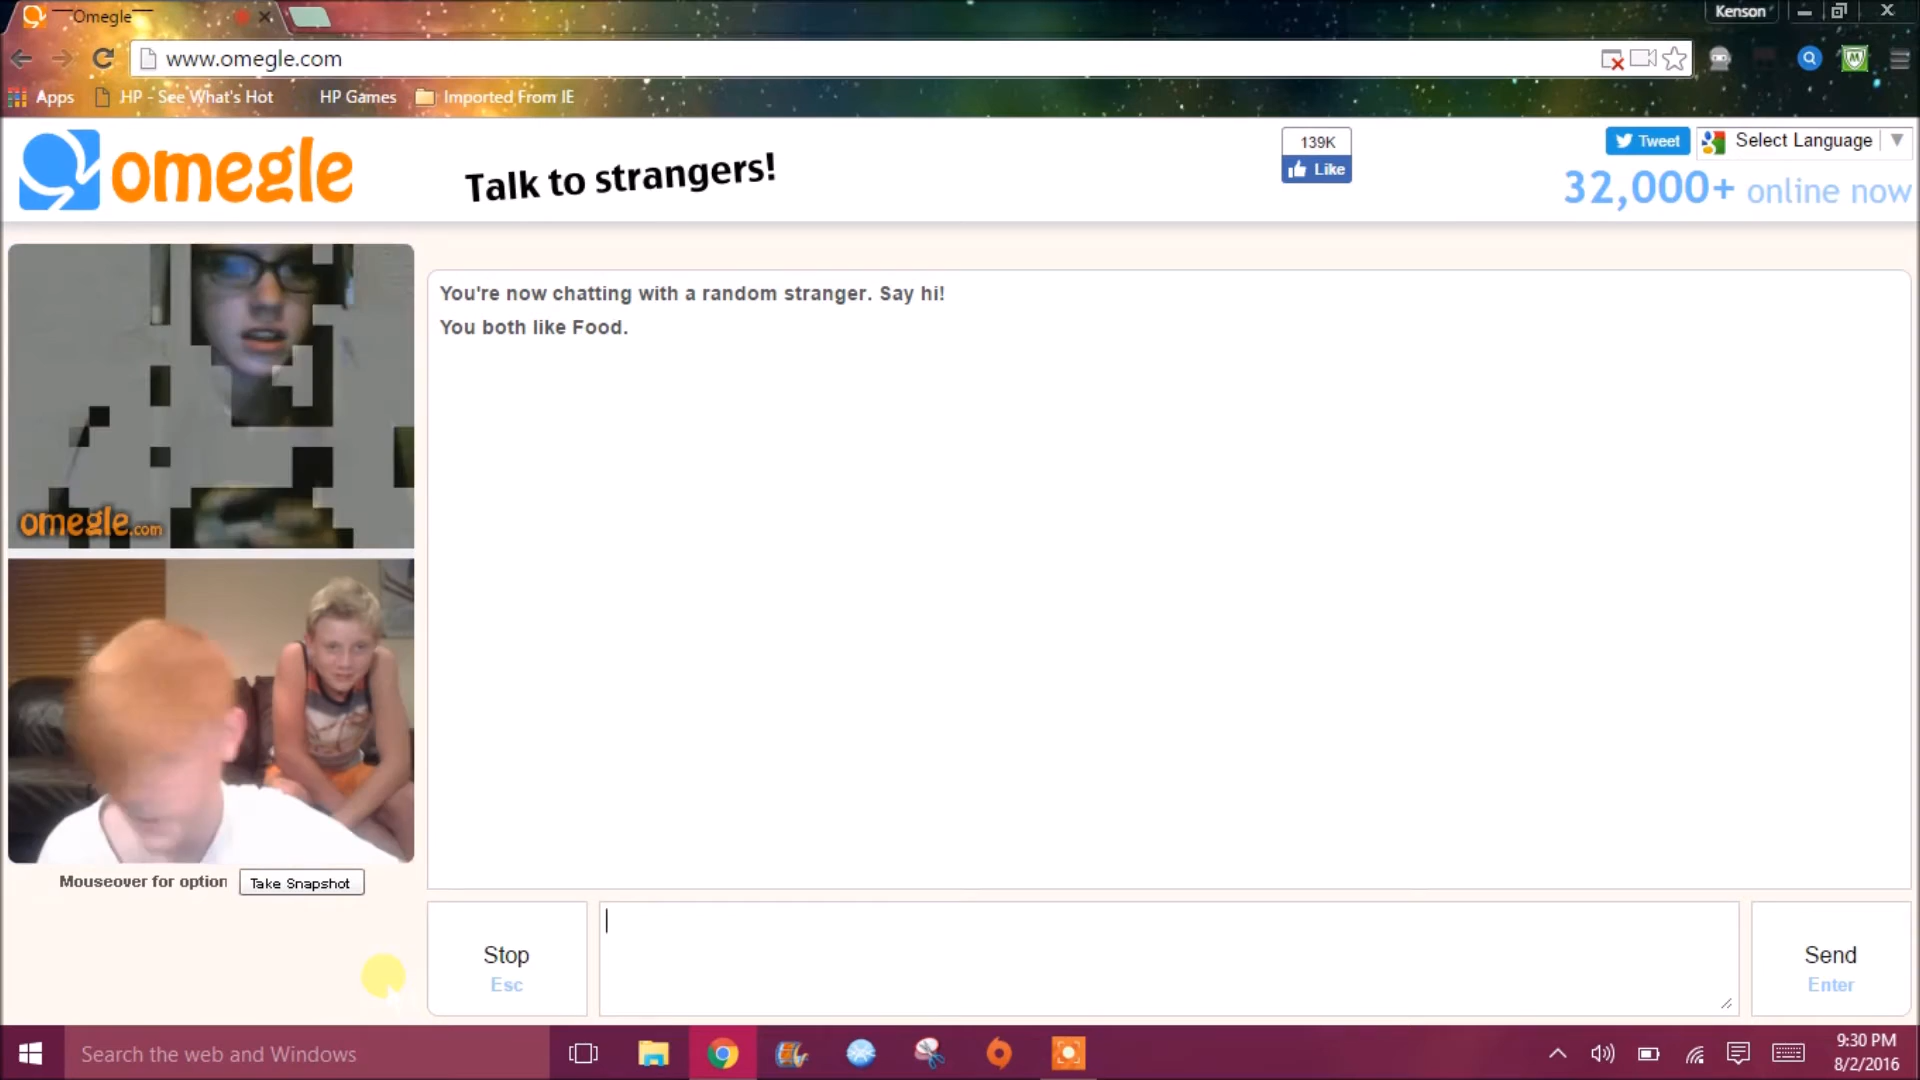 Omegle
Kenson
www.omegle.com
Apps
HP - See What's Hot
HP Games
Imported From IE
omegle
Talk to strangers!
139K
Like
Tweet
Select Language
32,000+ online now
You're now chatting with a random stranger. Say hi!
You both like Food.
omegle.com
Mouseover for option
Take Snapshot
Stop
Esc
Send
Enter
Search the web and Windows
9:30 PM
8/2/2016